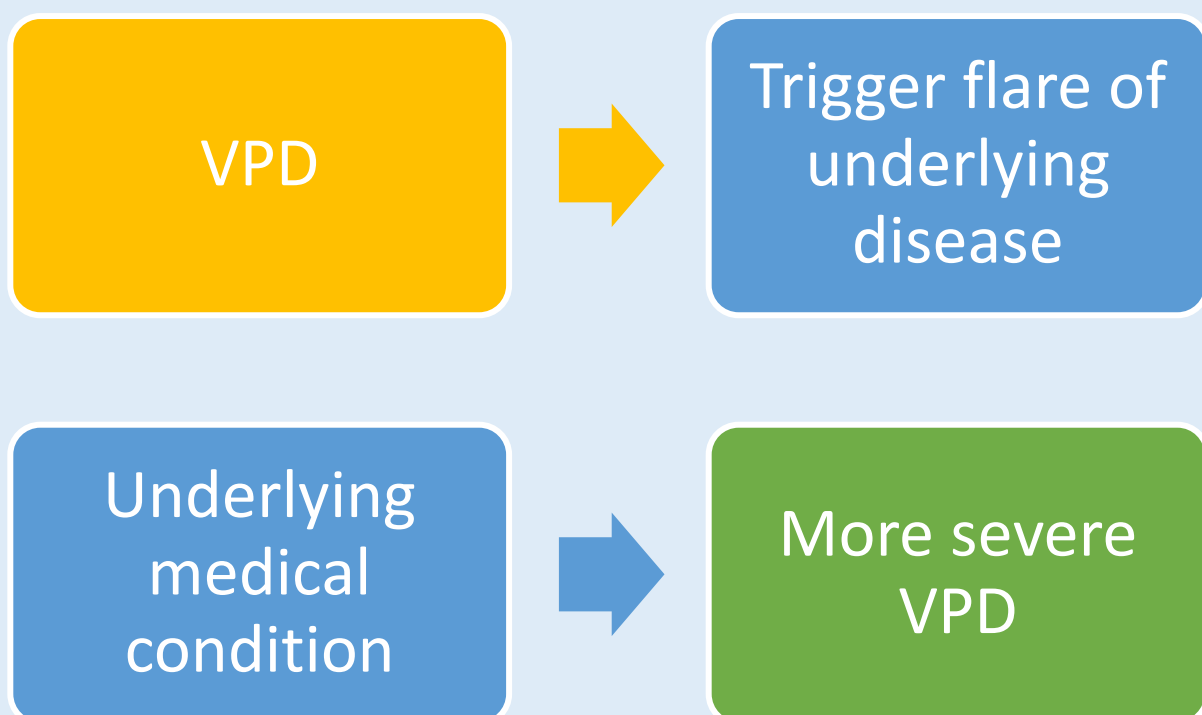 VPD
Trigger flare of
underlying
disease
Underlying
medical
condition
More severe
VPD